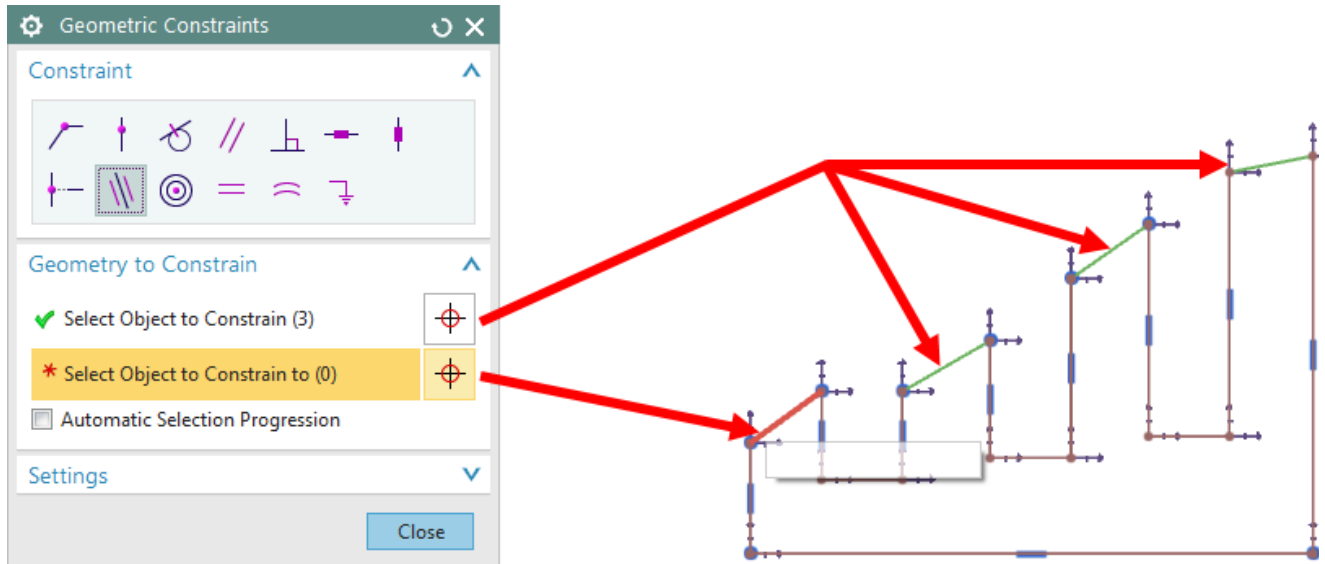 Geometric Constraints
Constraint
Geometry to Constrain
Select Object to Constrain (3)
* Select Object to Constrain to (0)
Automatic Selection Progression
Settings
Close